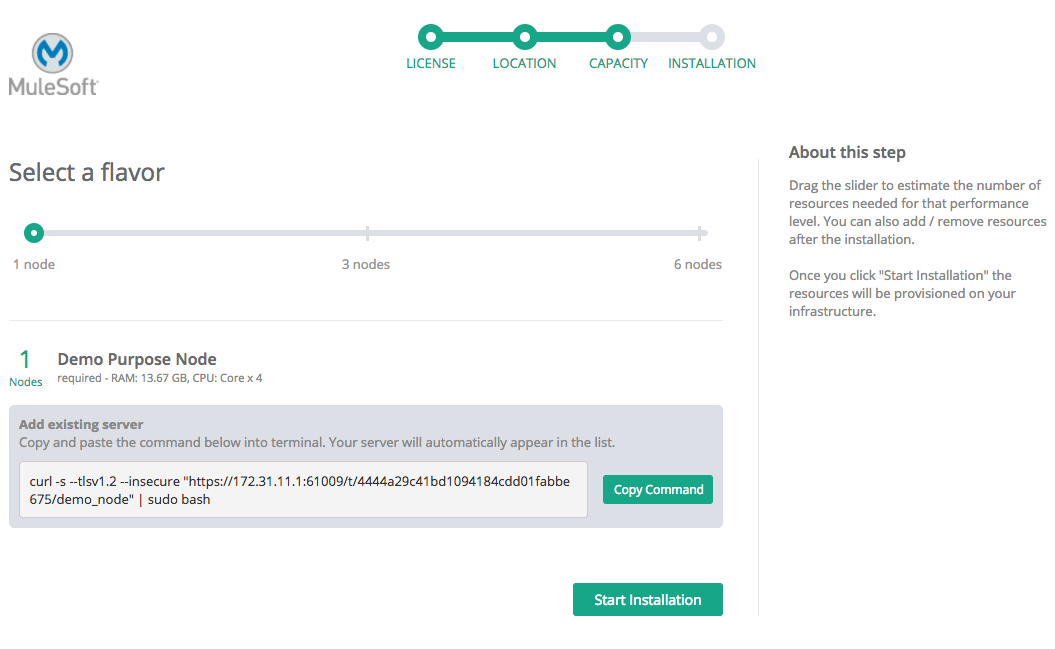 MuleSoft
LICENSE
LOCATION
CAPACITY
INSTALLATION
Select a flavor
1 node
3 nodes
6 nodes
1
Nodes
Demo Purpose Node
required - RAM: 13.67 GB, CPU: Core x 4
Add existing server
Copy and paste the command below into terminal. Your server will automatically appear in the list.
curl -s --tlsv1.2 --insecure "https://172.31.11.1:61009/t/4444a29c41bd1094184cdd01fabbe
675/demo_node" | sudo bash
Copy Command
Start Installation
About this step
Drag the slider to estimate the number of
resources needed for that performance
level. You can also add / remove resources
after the installation.
Once you click "Start Installation" the
resources will be provisioned on your
infrastructure.